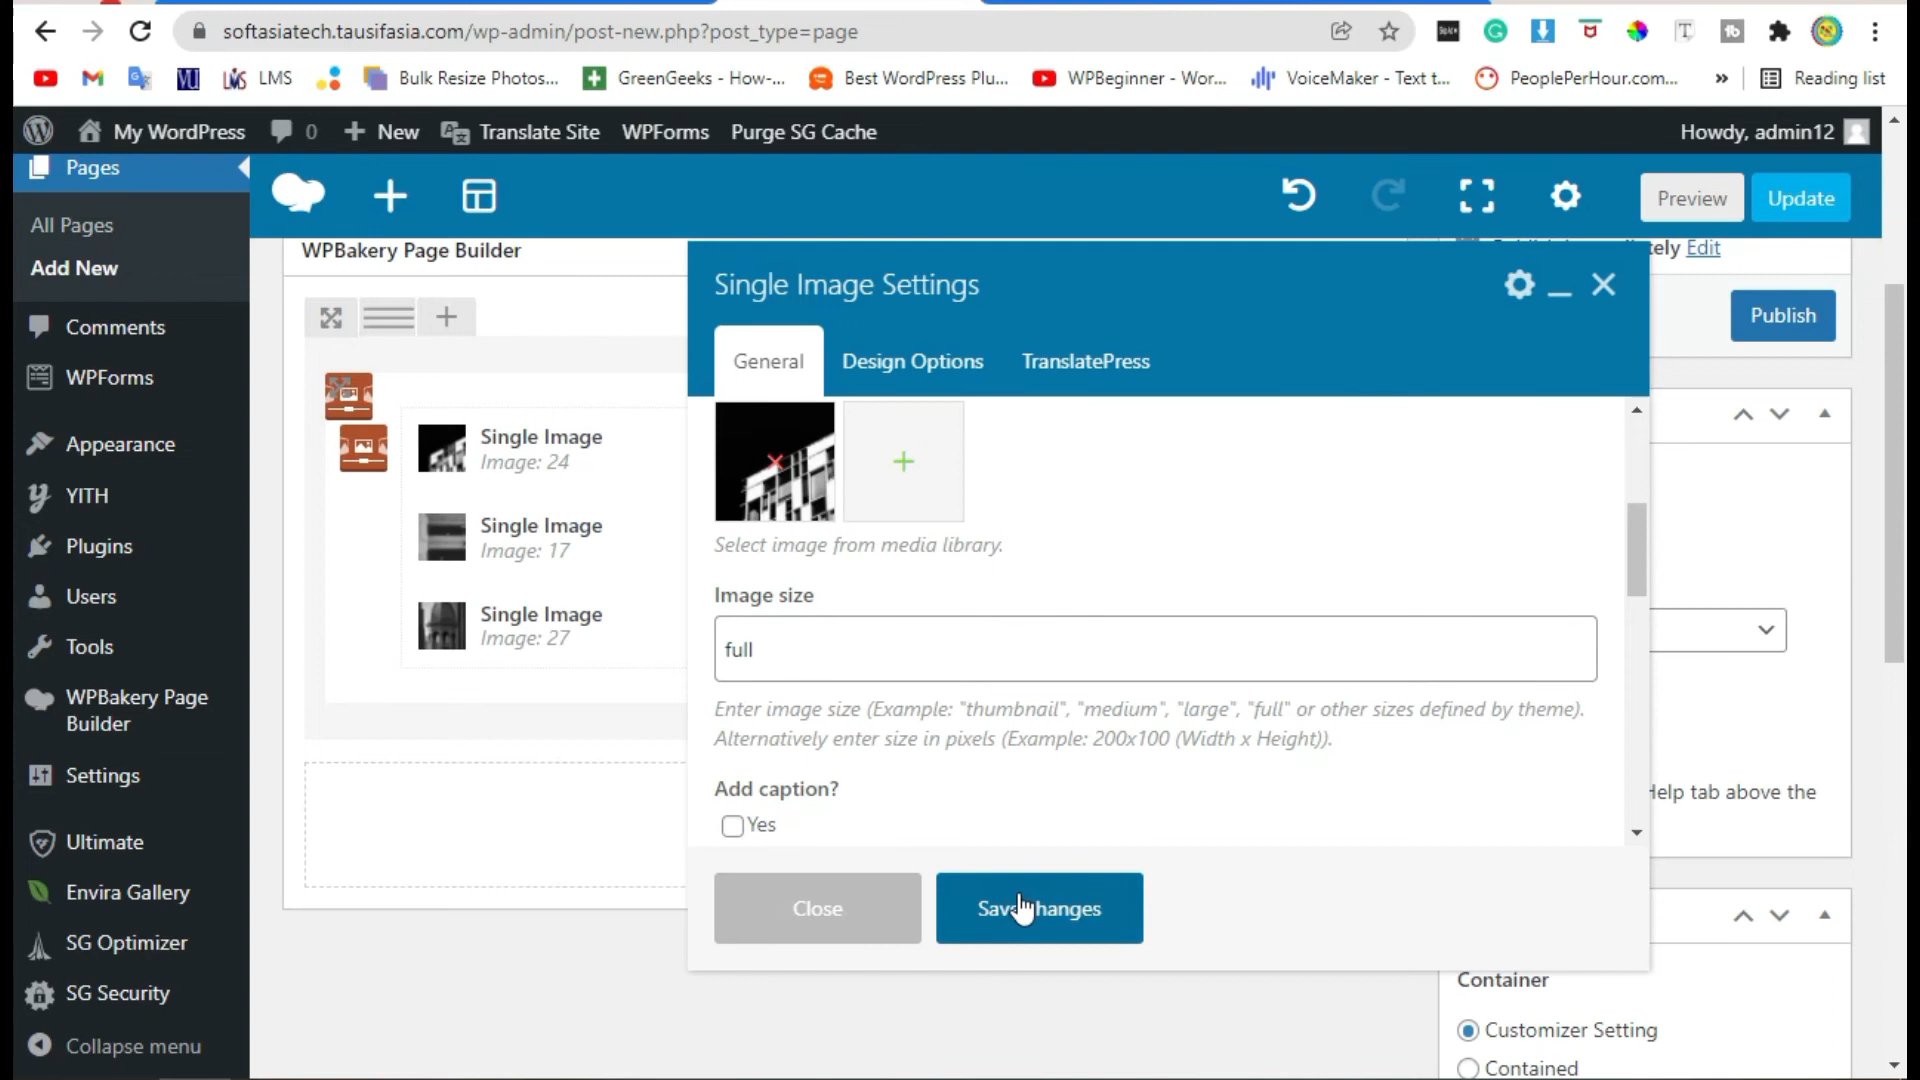 softasiatech.tausifasia.com/wp-admin/post-new.php?post_type=page
LMS
Bulk Resize Photos...
GreenGeeks - How-...
Best WordPress Plu...
WPBeginner - Wor...
VoiceMaker - Text t...
PeoplePerHour.com...
»
Reading list
My WordPress
0
New
Translate Site
WPForms
Purge SG Cache
Howdy, admin12
Pages
All Pages
Add New
Comments
WPForms
Appearance
YITH
Plugins
Users
Tools
WPBakery Page
Builder
Settings
Ultimate
Envira Gallery
SG Optimizer
SG Security
Collapse menu
Preview
Update
WPBakery Page Builder
Single Image
Image: 24
Single Image
Image: 17
Single Image
Image: 27
Single Image Settings
General
Design Options
TranslatePress
Select image from media library.
Image size
full
Enter image size (Example: "thumbnail", "medium", "large", "full" or other sizes defined by theme).
Alternatively enter size in pixels (Example: 200x100 (Width x Height)).
Add caption?
Yes
Close
Save Changes
Edit
Publish
Help tab above the
Container
Customizer Setting
Contained